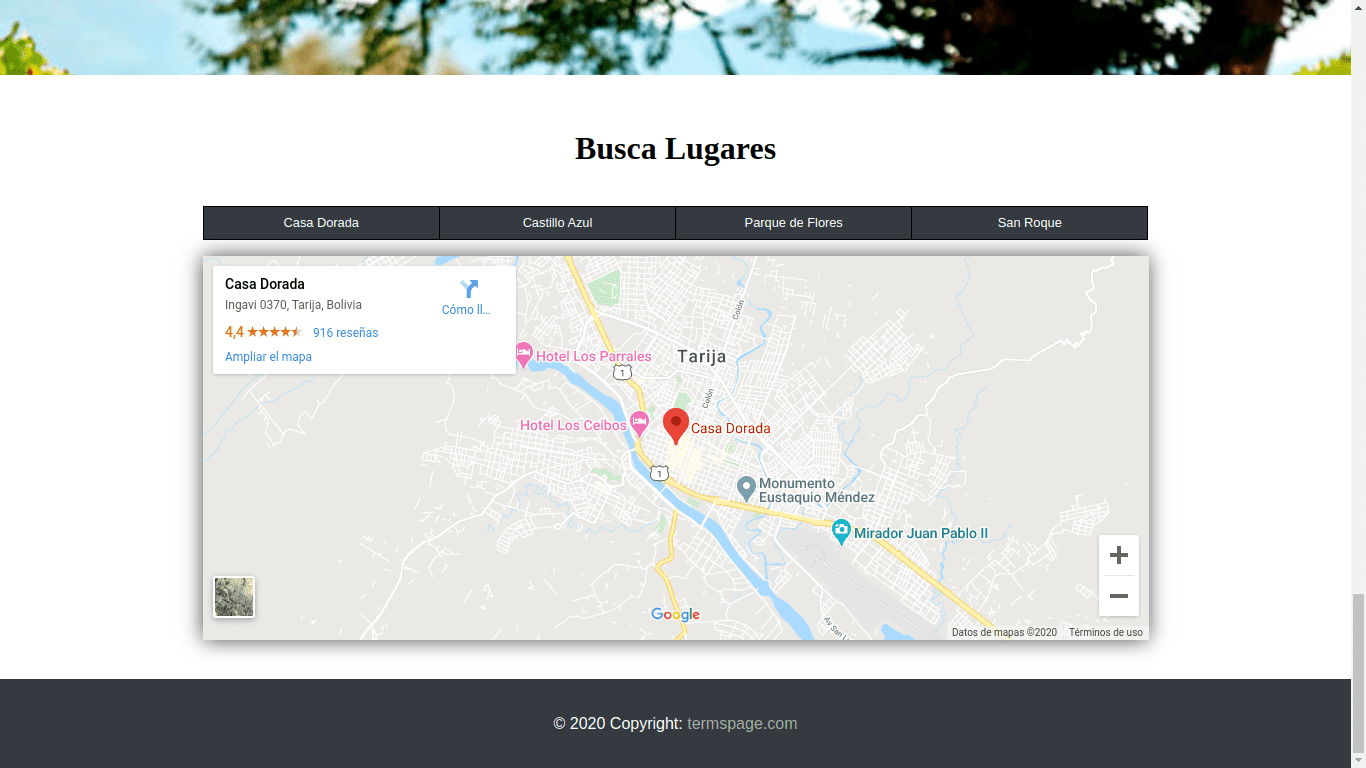 Busca Lugares
Casa Dorada
Castillo Azul
Parque de Flores
San Roque
Casa Dorada
Ingavi 0370, Tarija, Bolivia
Cómo ll...
4,4
916 reseñas
Ampliar el mapa
Colón
Hotel Los Parrales
Tarija
1
Colón
Hotel Los Ceibos
Casa Dorada
1
Monumento
Eustaquio Méndez
Mirador Juan Pablo II
Google
Datos de mapas ©2020
Términos de uso
© 2020 Copyright: termspage.com